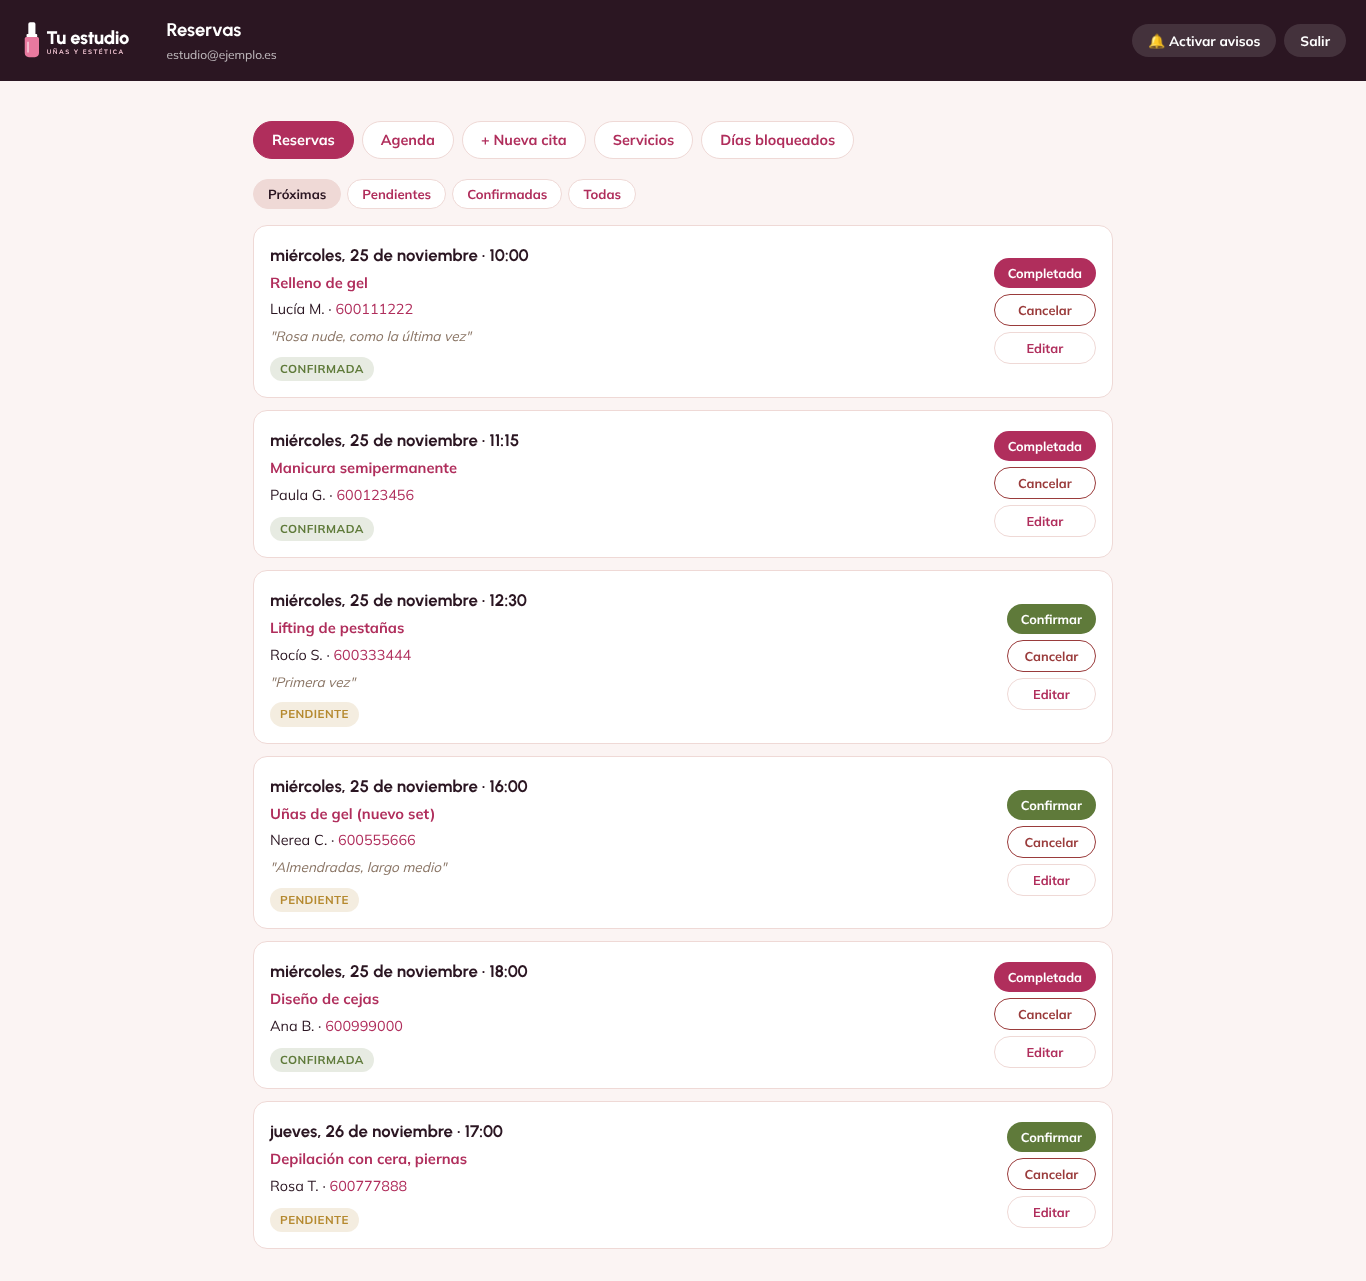 Tu estudio
UÑAS Y ESTÉTICA
Reservas
estudio@ejemplo.es
🔔 Activar avisos
Salir
Reservas
Agenda
+ Nueva cita
Servicios
Días bloqueados
Próximas
Pendientes
Confirmadas
Todas
miércoles, 25 de noviembre · 10:00
Relleno de gel
Lucía M. · 600111222
"Rosa nude, como la última vez"
CONFIRMADA
Completada
Cancelar
Editar
miércoles, 25 de noviembre · 11:15
Manicura semipermanente
Paula G. · 600123456
CONFIRMADA
Completada
Cancelar
Editar
miércoles, 25 de noviembre · 12:30
Lifting de pestañas
Rocío S. · 600333444
"Primera vez"
PENDIENTE
Confirmar
Cancelar
Editar
miércoles, 25 de noviembre · 16:00
Uñas de gel (nuevo set)
Nerea C. · 600555666
"Almendradas, largo medio"
PENDIENTE
Confirmar
Cancelar
Editar
miércoles, 25 de noviembre · 18:00
Diseño de cejas
Ana B. · 600999000
CONFIRMADA
Completada
Cancelar
Editar
jueves, 26 de noviembre · 17:00
Depilación con cera, piernas
Rosa T. · 600777888
PENDIENTE
Confirmar
Cancelar
Editar